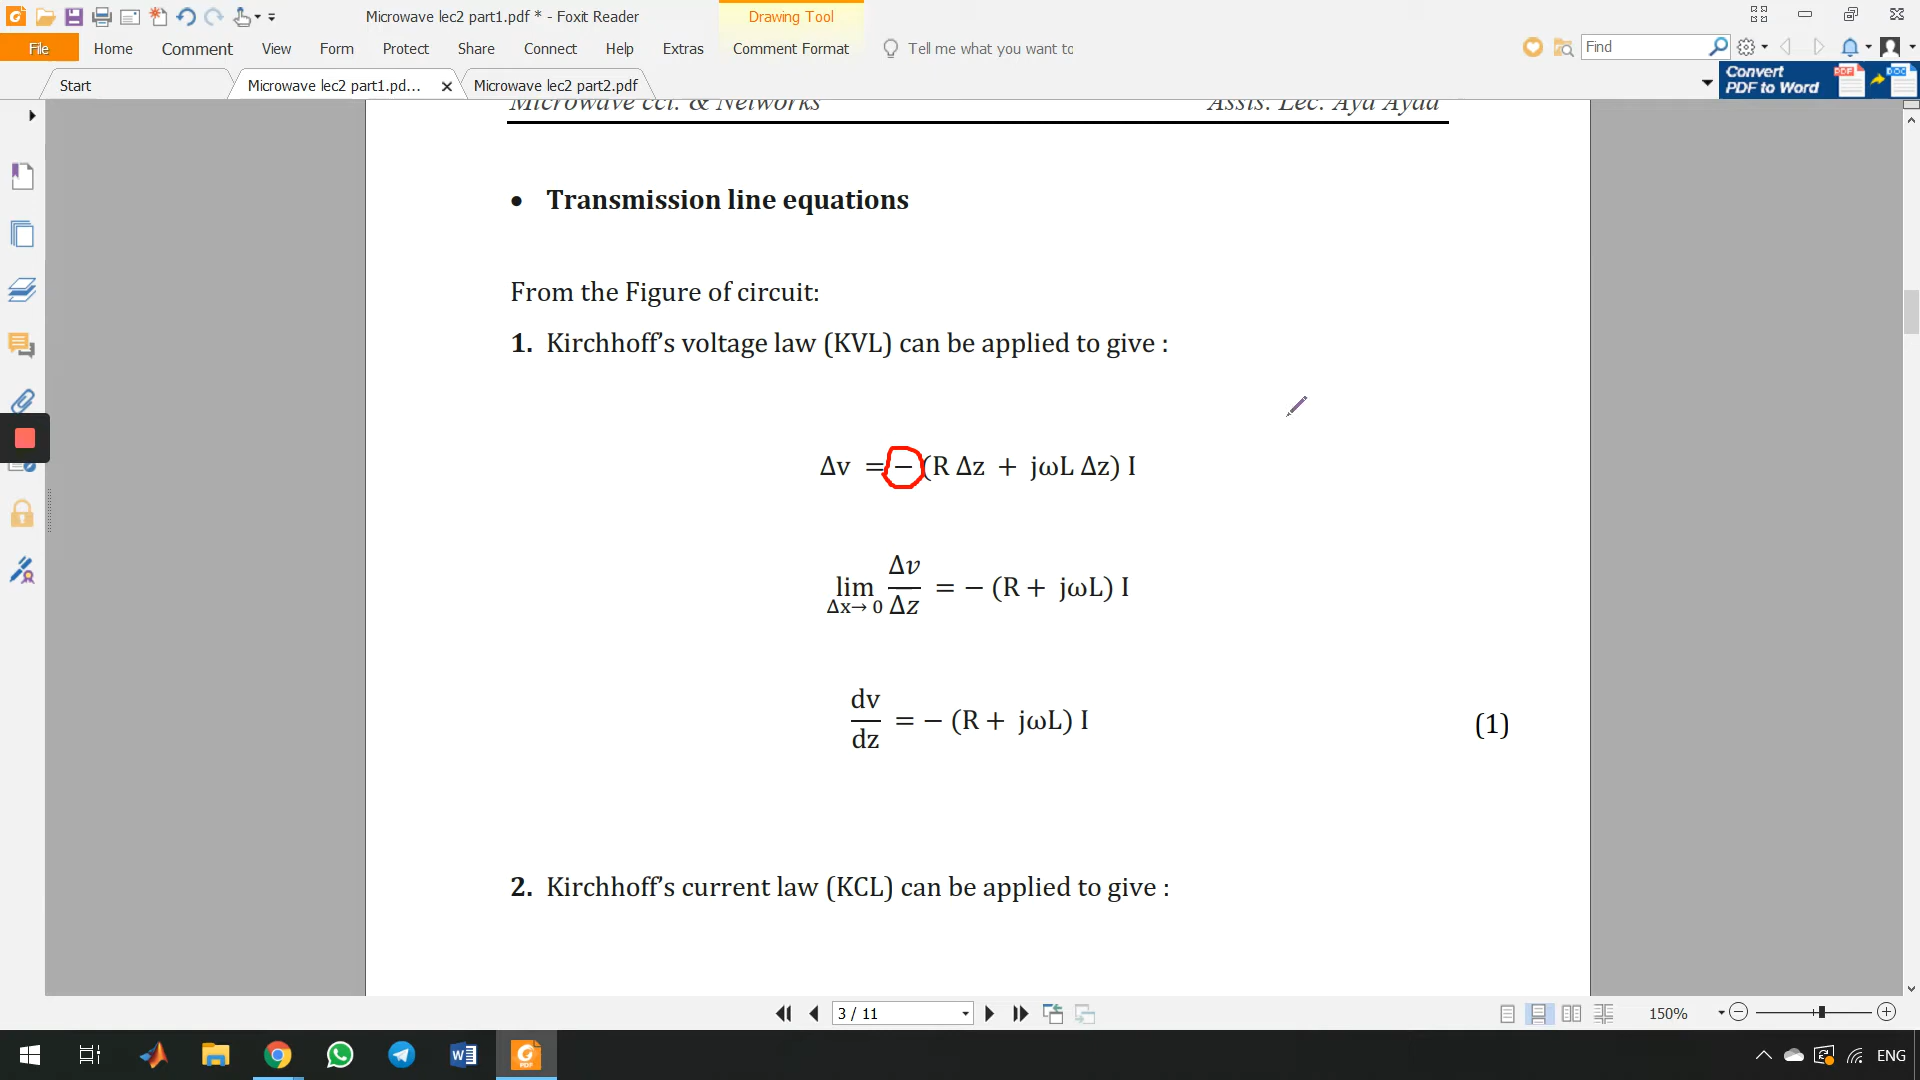 Microwave lec2 part1.pdf * - Foxit Reader
Drawing Tool
File
Home
Comment
View
Form
Protect
Share
Connect
Help
Extras
Comment Format
Tell me what you want to
Find
Start
Microwave lec2 part1.pd...
Microwave lec2 part2.pdf
Convert
PDF to Word
Microwave cct. & Networks
Assis. Lec. Aya Ayad
• Transmission line equations
From the Figure of circuit:
1. Kirchhoff’s voltage law (KVL) can be applied to give :
Δv = − (R Δz + jωL Δz) I
lim Δx→ 0 Δv/Δz = − (R + jωL) I
dv/dz = − (R + jωL) I (1)
2. Kirchhoff’s current law (KCL) can be applied to give :
3 / 11
150%
ENG